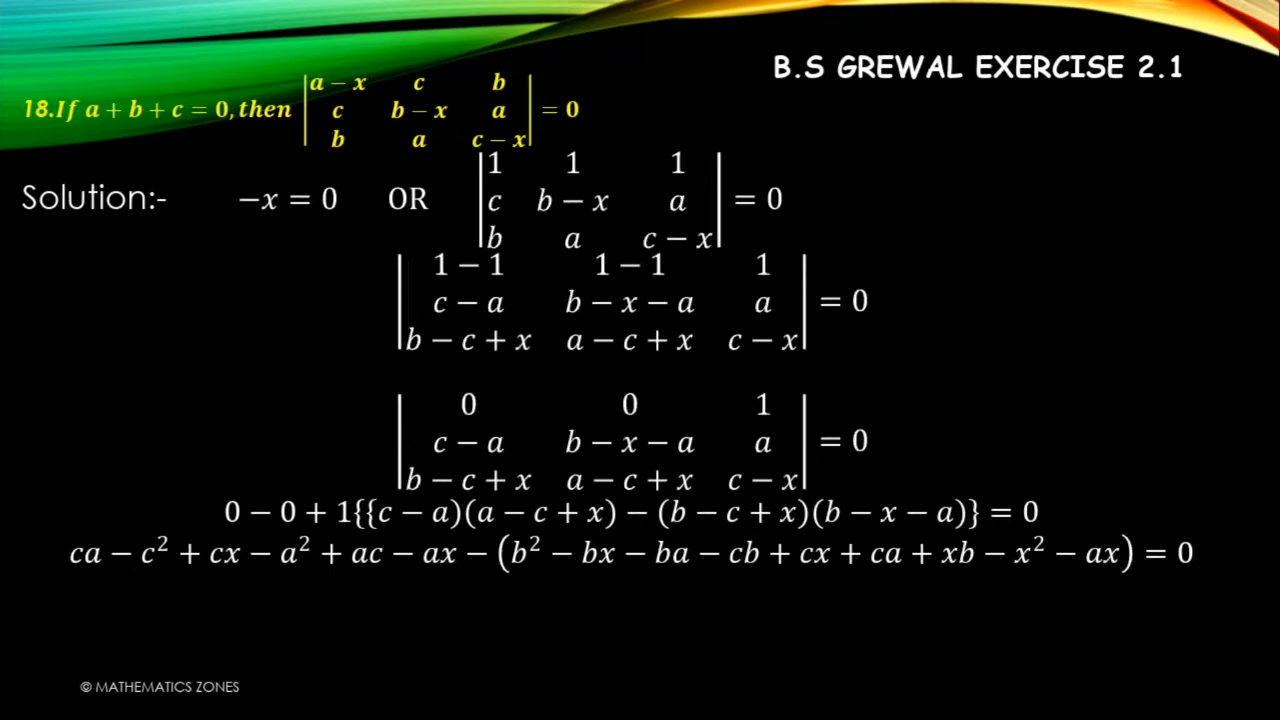 B.S GREWAL EXERCISE 2.1
18.If a + b + c = 0, then |a − x c b|
|c b − x a| = 0
|b a c − x|
Solution:- −x = 0 OR |1 1 1|
|c b − x a| = 0
|b a c − x|
|1 − 1 1 − 1 1|
|c − a b − x − a a| = 0
|b − c + x a − c + x c − x|
|0 0 1|
|c − a b − x − a a| = 0
|b − c + x a − c + x c − x|
0 − 0 + 1{{(c − a)(a − c + x) − (b − c + x)(b − x − a)} = 0
ca − c² + cx − a² + ac − ax − (b² − bx − ba − cb + cx + ca + xb − x² − ax) = 0
© MATHEMATICS ZONES